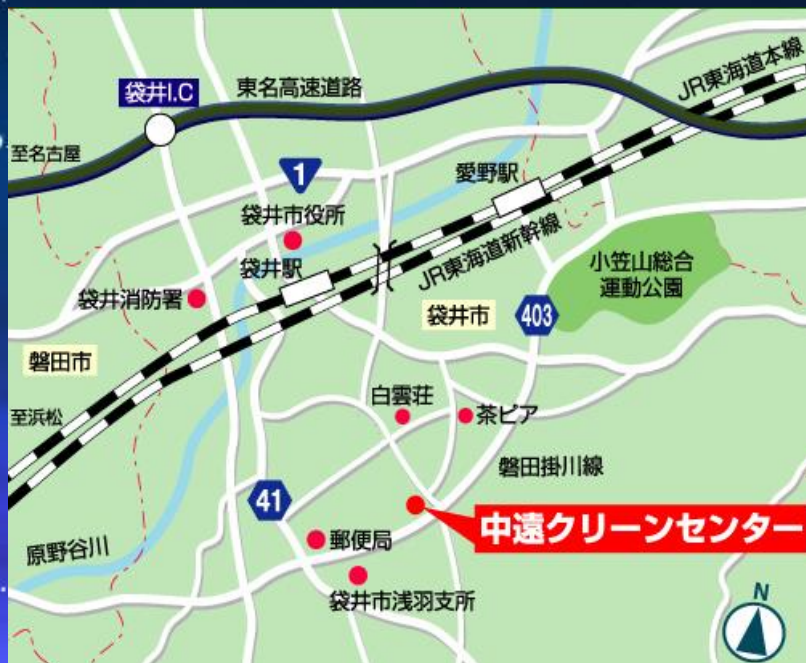 JR東海道本線
東名高速道路
袋井I.C
至名古屋
愛野駅
1
袋井市役所
JR東海道新幹線
袋井駅
小笠山総合
運動公園
袋井消防署
袋井市
403
磐田市
白雲荘
茶ピア
至浜松
磐田掛川線
41
中遠クリーンセンター
郵便局
原野谷川
袋井市浅羽支所
N